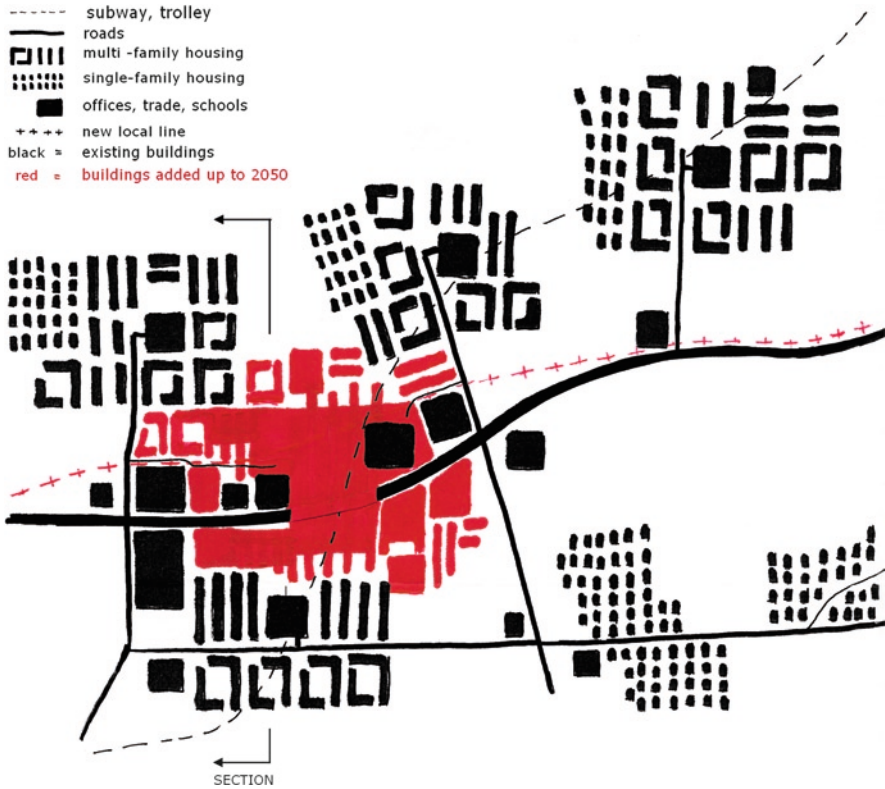 subway, trolley
roads
multi -family housing
single-family housing
offices, trade, schools
new local line
black = existing buildings
red = buildings added up to 2050
SECTION